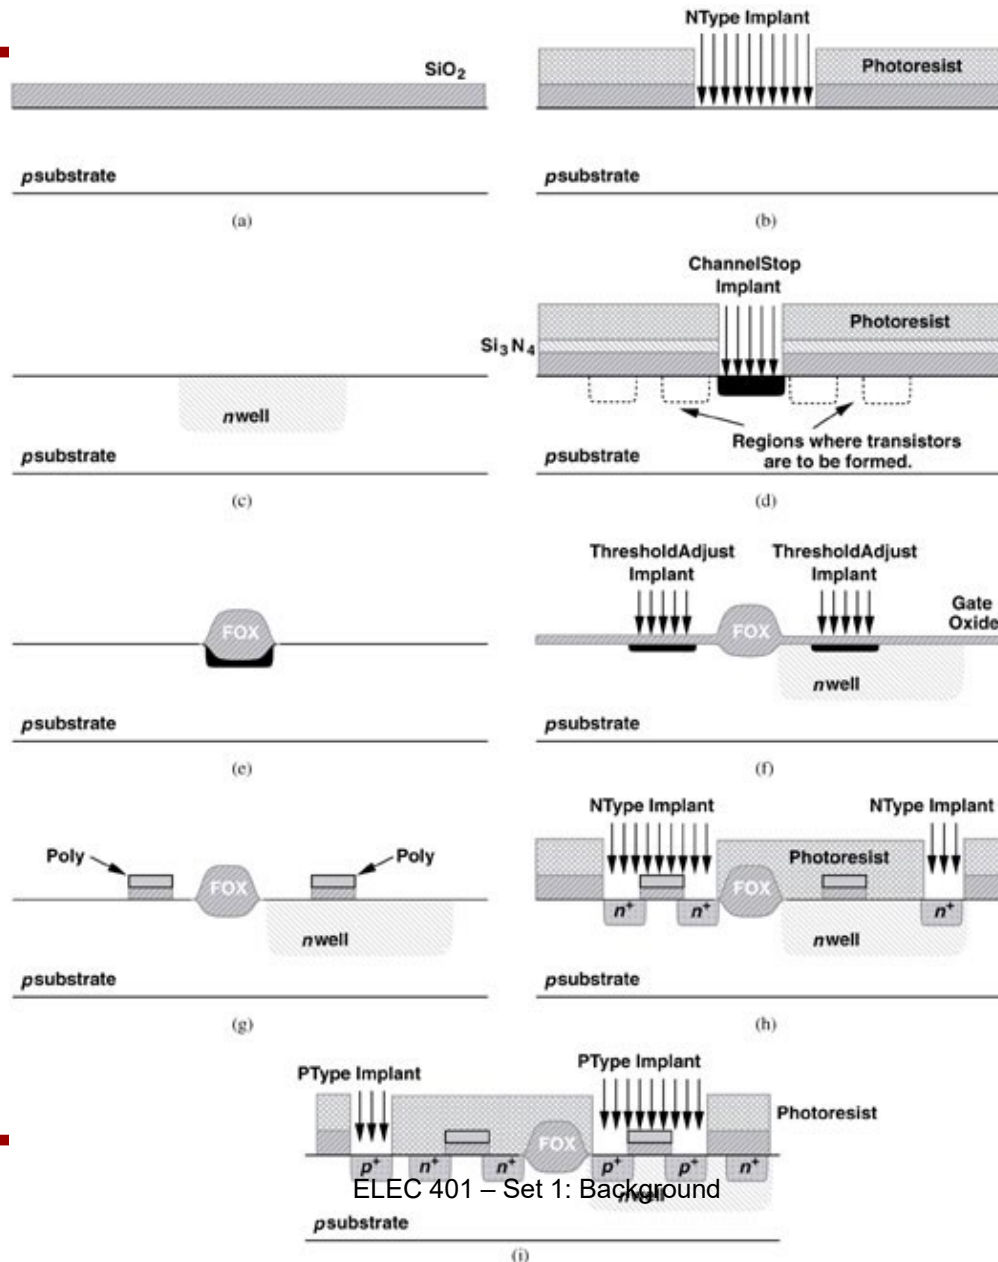 SiO2
psubstrate
(a)
NType Implant
Photoresist
psubstrate
(b)
nwell
psubstrate
(c)
ChannelStop
Implant
Photoresist
Si3N4
Regions where transistors
are to be formed.
psubstrate
(d)
FOX
psubstrate
(e)
ThresholdAdjust
Implant
ThresholdAdjust
Implant
Gate
Oxide
FOX
nwell
psubstrate
(f)
Poly
Poly
FOX
nwell
psubstrate
(g)
NType Implant
NType Implant
Photoresist
FOX
n+
n+
n+
nwell
psubstrate
(h)
PType Implant
PType Implant
Photoresist
FOX
p+
n+
n+
p+
p+
n+
ELEC 401 – Set 1: Background
nwell
psubstrate
(i)